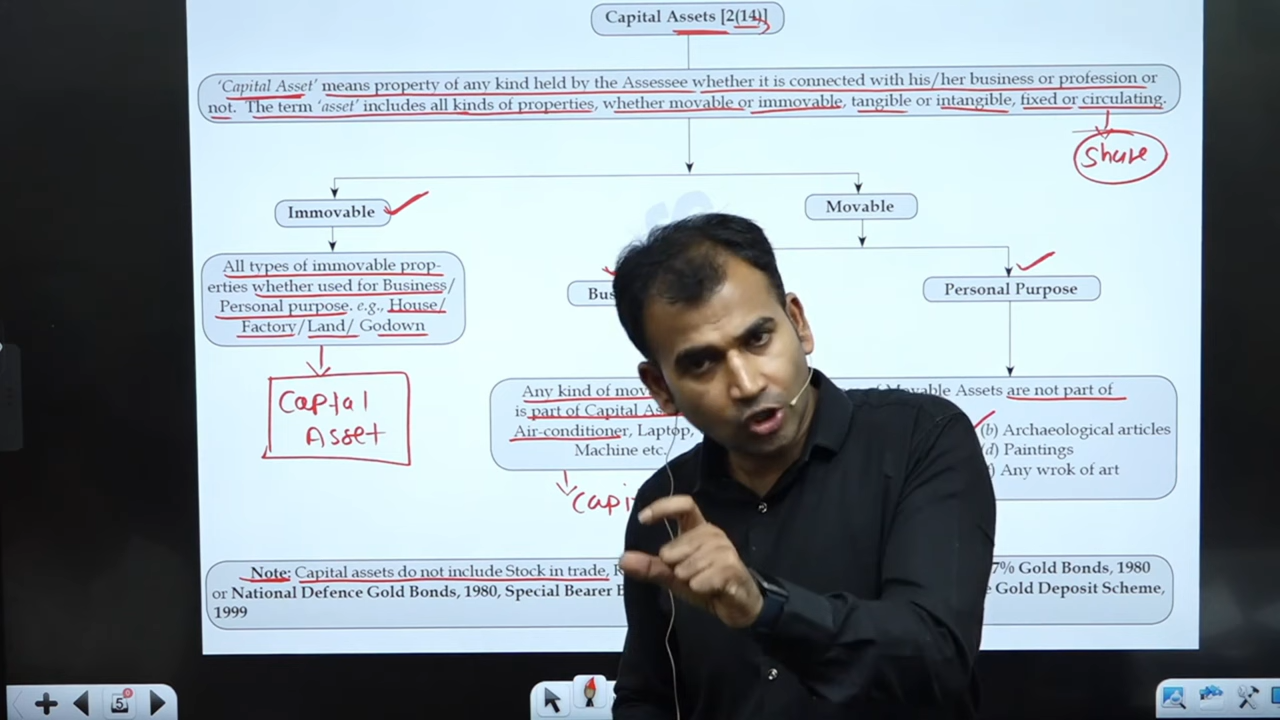 Capital Assets [2(14)]
'Capital Asset' means property of any kind held by the Assessee whether it is connected with his/her business or profession or
not. The term 'asset' includes all kinds of properties, whether movable or immovable, tangible or intangible, fixed or circulating.
Share
Immovable
Movable
All types of immovable prop-
erties whether used for Business/
Personal purpose. e.g., House/
Factory/Land/ Godown
Bus
Personal Purpose
Capital
Asset
Any kind of mov
is part of Capital As
Air-conditioner, Laptop,
Machine etc.
Movable Assets are not part of
(b) Archaeological articles
(d) Paintings
) Any wrok of art
Capi
Note: Capital assets do not include Stock in trade,
7% Gold Bonds, 1980
or National Defence Gold Bonds, 1980, Special Bearer
Gold Deposit Scheme,
1999
5